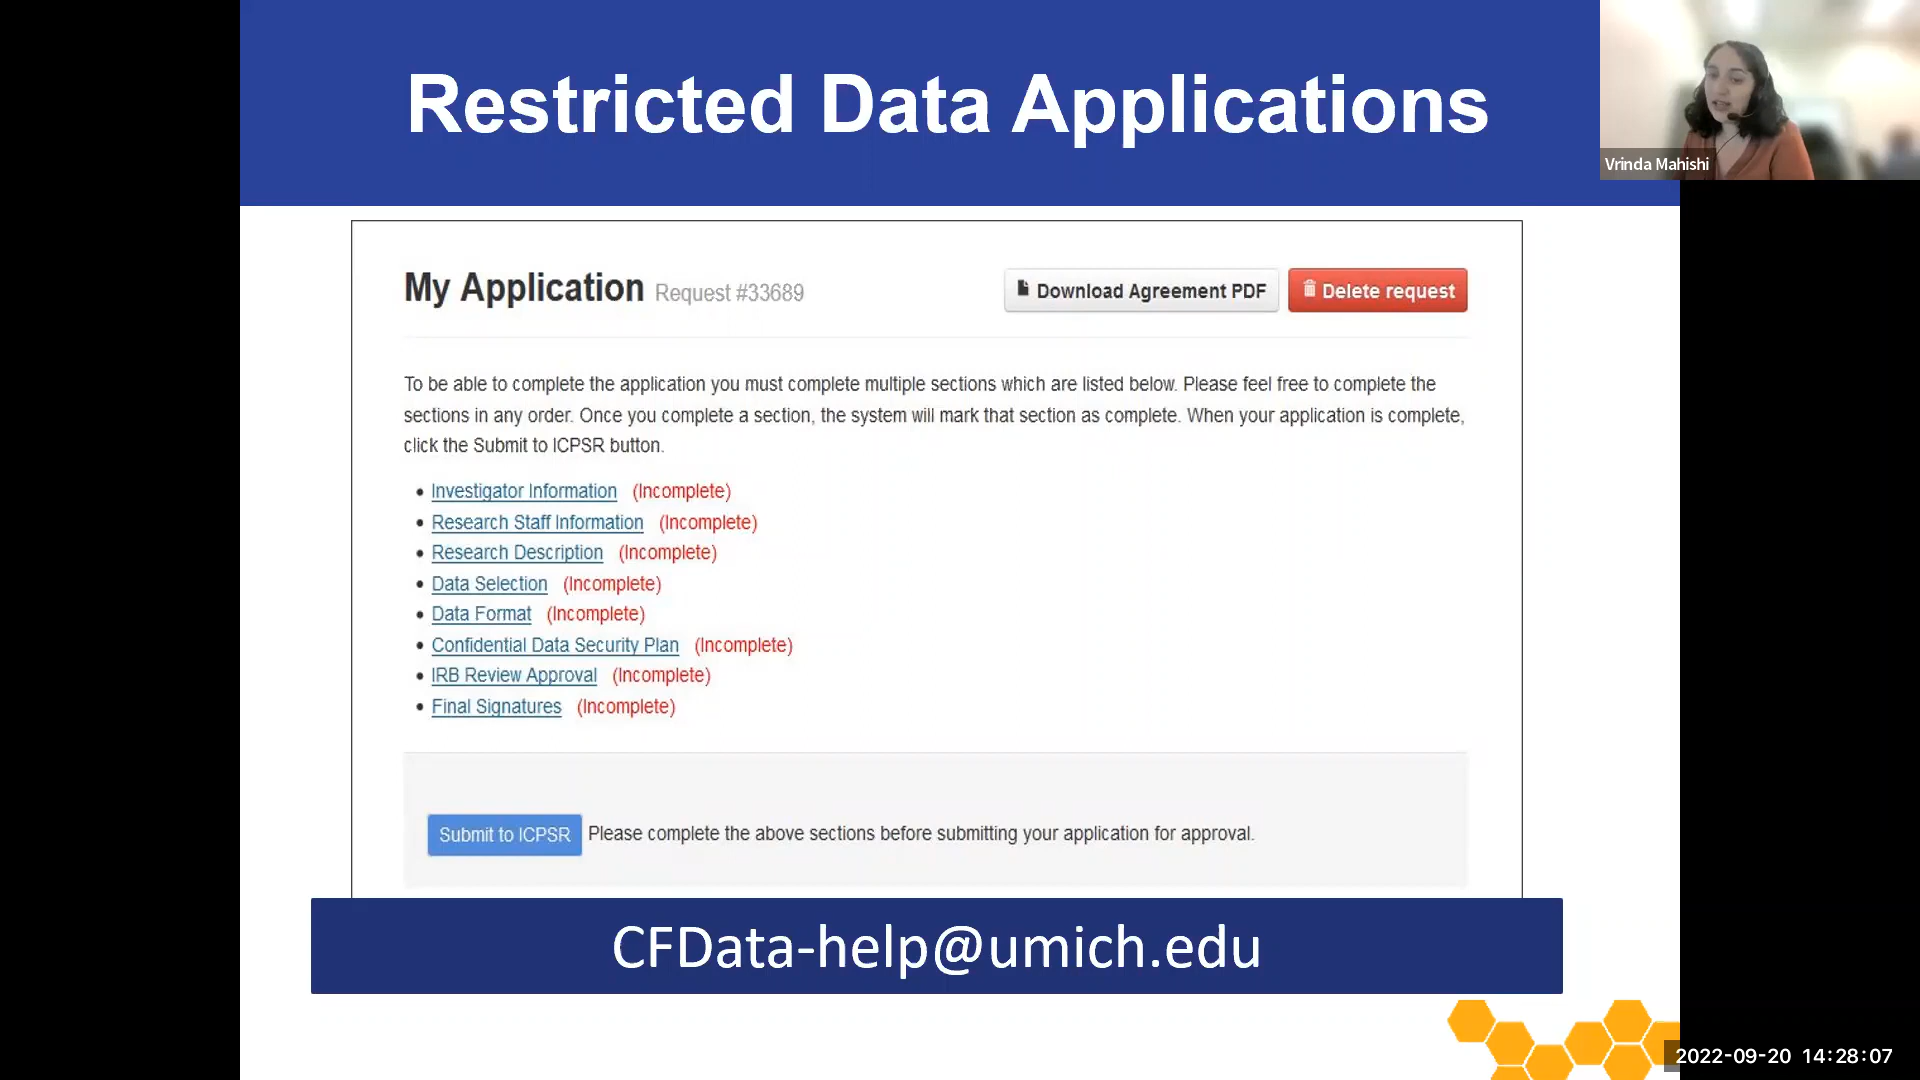 Restricted Data Applications
Vrinda Mahishi
My Application Request #33689
Download Agreement PDF
Delete request
To be able to complete the application you must complete multiple sections which are listed below. Please feel free to complete the
sections in any order. Once you complete a section, the system will mark that section as complete. When your application is complete,
click the Submit to ICPSR button.
• Investigator Information (Incomplete)
• Research Staff Information (Incomplete)
• Research Description (Incomplete)
• Data Selection (Incomplete)
• Data Format (Incomplete)
• Confidential Data Security Plan (Incomplete)
• IRB Review Approval (Incomplete)
• Final Signatures (Incomplete)
Submit to ICPSR Please complete the above sections before submitting your application for approval.
CFData-help@umich.edu
2022-09-20 14:28:07